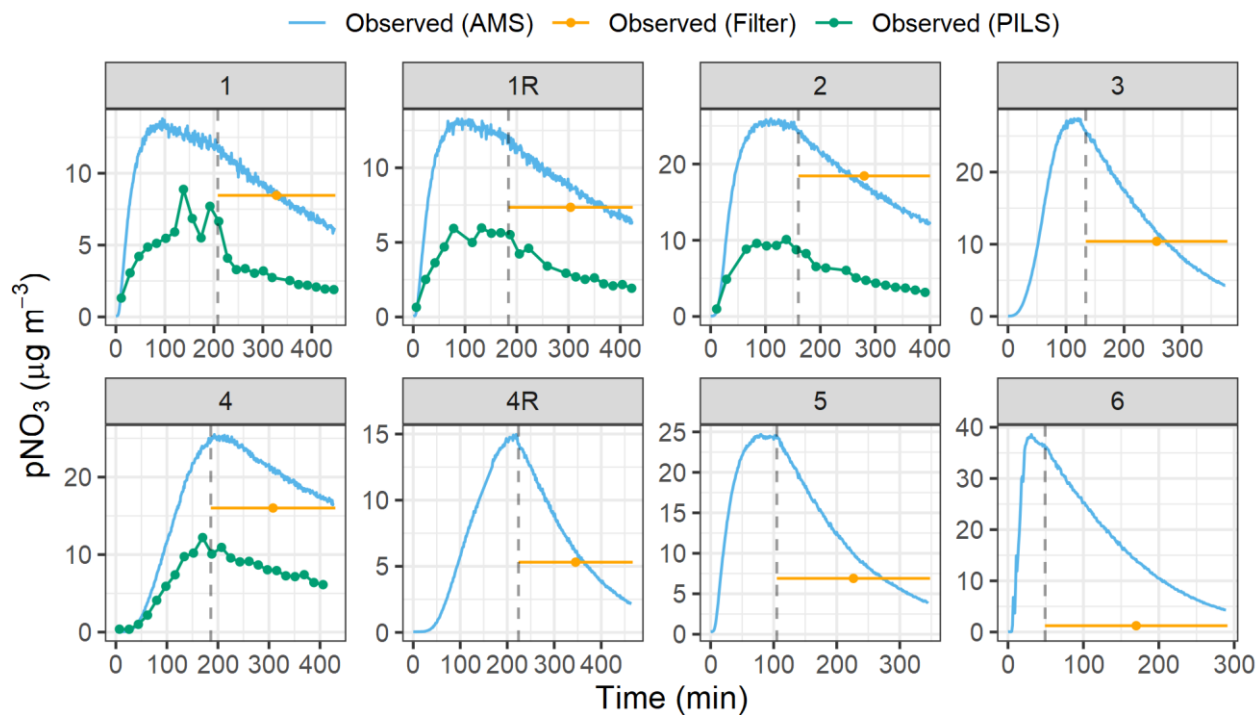 Observed (AMS) Observed (Filter) Observed (PILS)
1 1R 2 3
10 10 20 20
5 5 10 10
0 0 0 0
0 100 200 300 400 0 100 200 300 400 0 100 200 300 400 0 100 200 300
pNO₃ (µg m⁻³)
4 4R 5 6
20 15 25 40
10 10 20 30
0 5 15 20
0 10 10
5 0
0
0 100 200 300 400 0 100 200 300 400 0 100 200 300 0 100 200 300
Time (min)